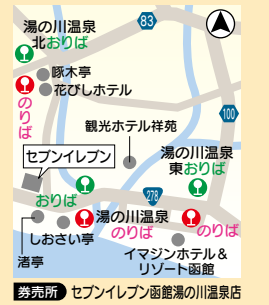 湯の川温泉
北おりば
83
啄木亭
花びしホテル
のりば
100
観光ホテル祥苑
セブンイレブン
湯の川温泉
東おりば
おりば
278
湯の川温泉
のりば
のりば
しおさい亭
渚亭
イマジンホテル&
リゾート函館
券売所 セブンイレブン函館湯の川温泉店